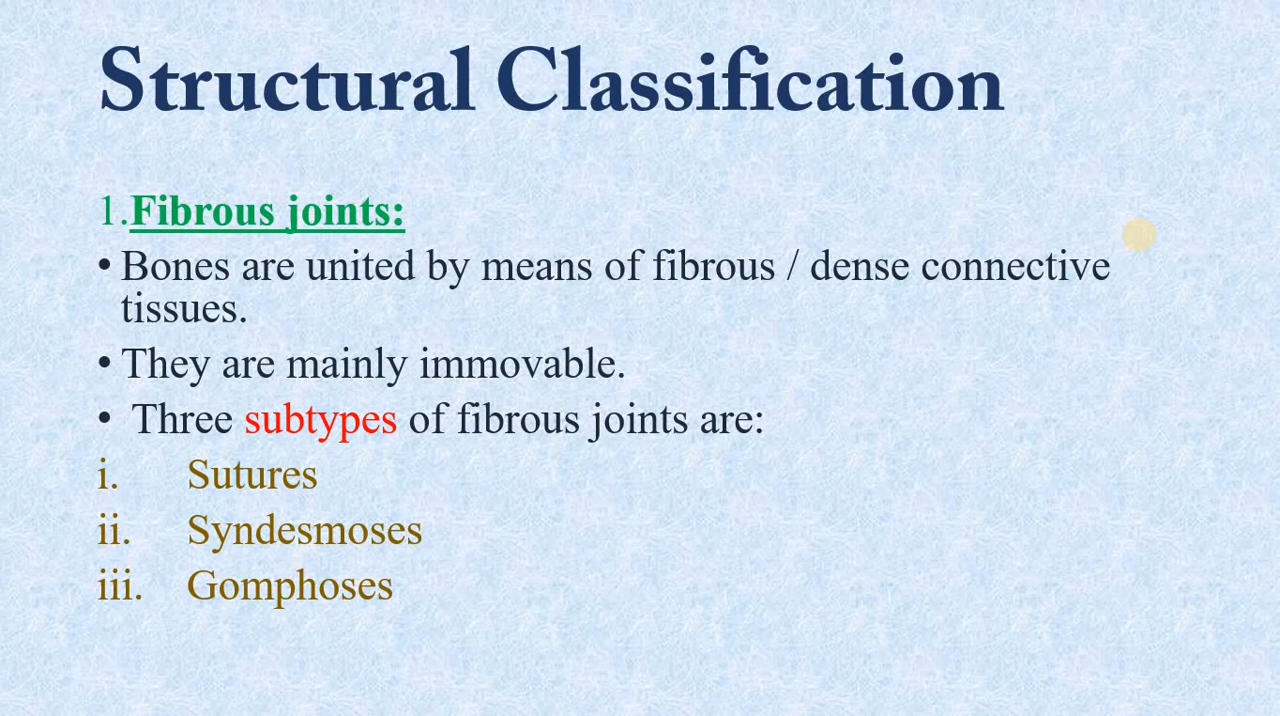 Structural Classification
1.Fibrous joints:
• Bones are united by means of fibrous / dense connective
tissues.
• They are mainly immovable.
• Three subtypes of fibrous joints are:
i. Sutures
ii. Syndesmoses
iii. Gomphoses